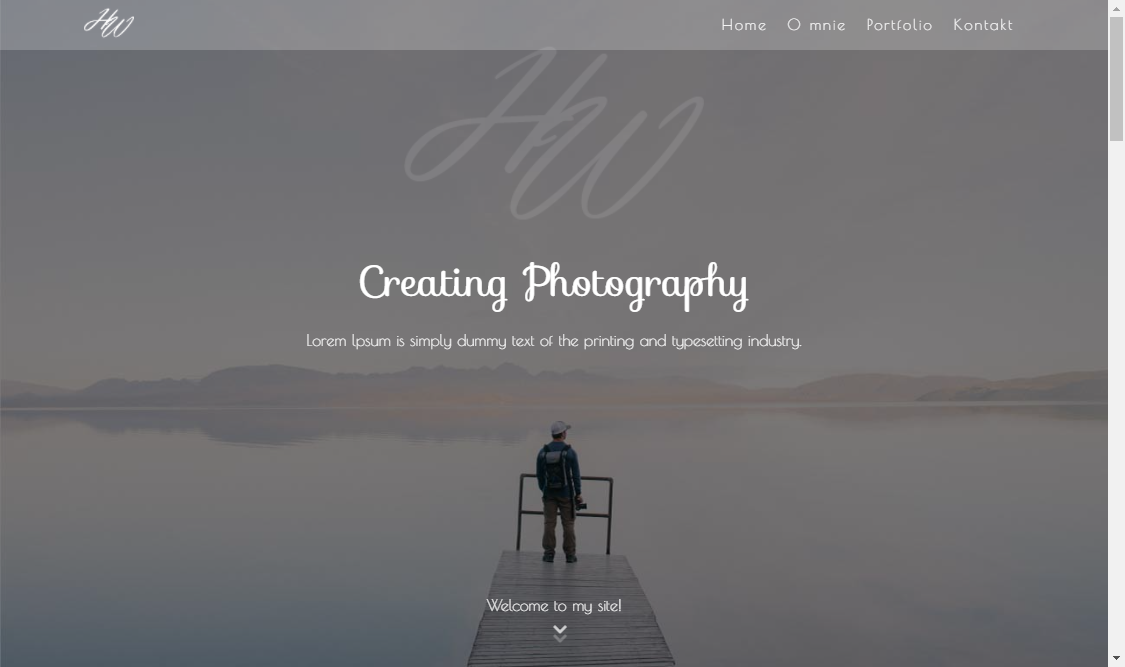 HW
Home O mnie Portfolio Kontakt
HW
Creating Photography
Lorem Ipsum is simply dummy text of the printing and typesetting industry.
Welcome to my site!